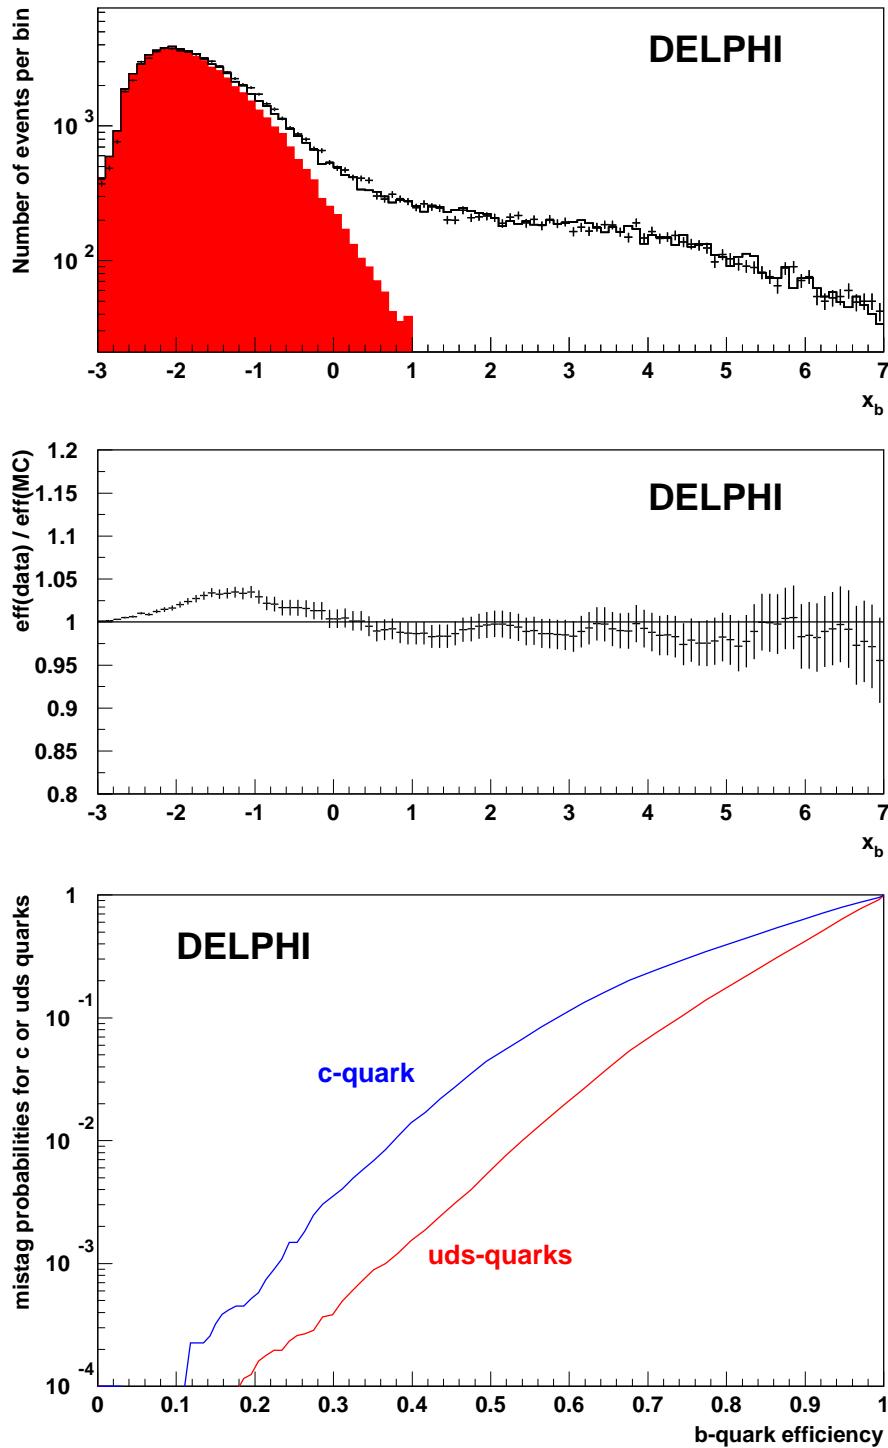 DELPHI
Number of events per bin
10 3
10 2
-3 -2 -1 0 1 2 3 4 5 6 7
x_b
DELPHI
eff(data) / eff(MC)
1.2
1.15
1.1
1.05
1
0.95
0.9
0.85
0.8
-3 -2 -1 0 1 2 3 4 5 6 7
x_b
DELPHI
mistag probabilities for c or uds quarks
1
10 -1
10 -2
10 -3
10 -4
c-quark
uds-quarks
0 0.1 0.2 0.3 0.4 0.5 0.6 0.7 0.8 0.9 1
b-quark efficiency